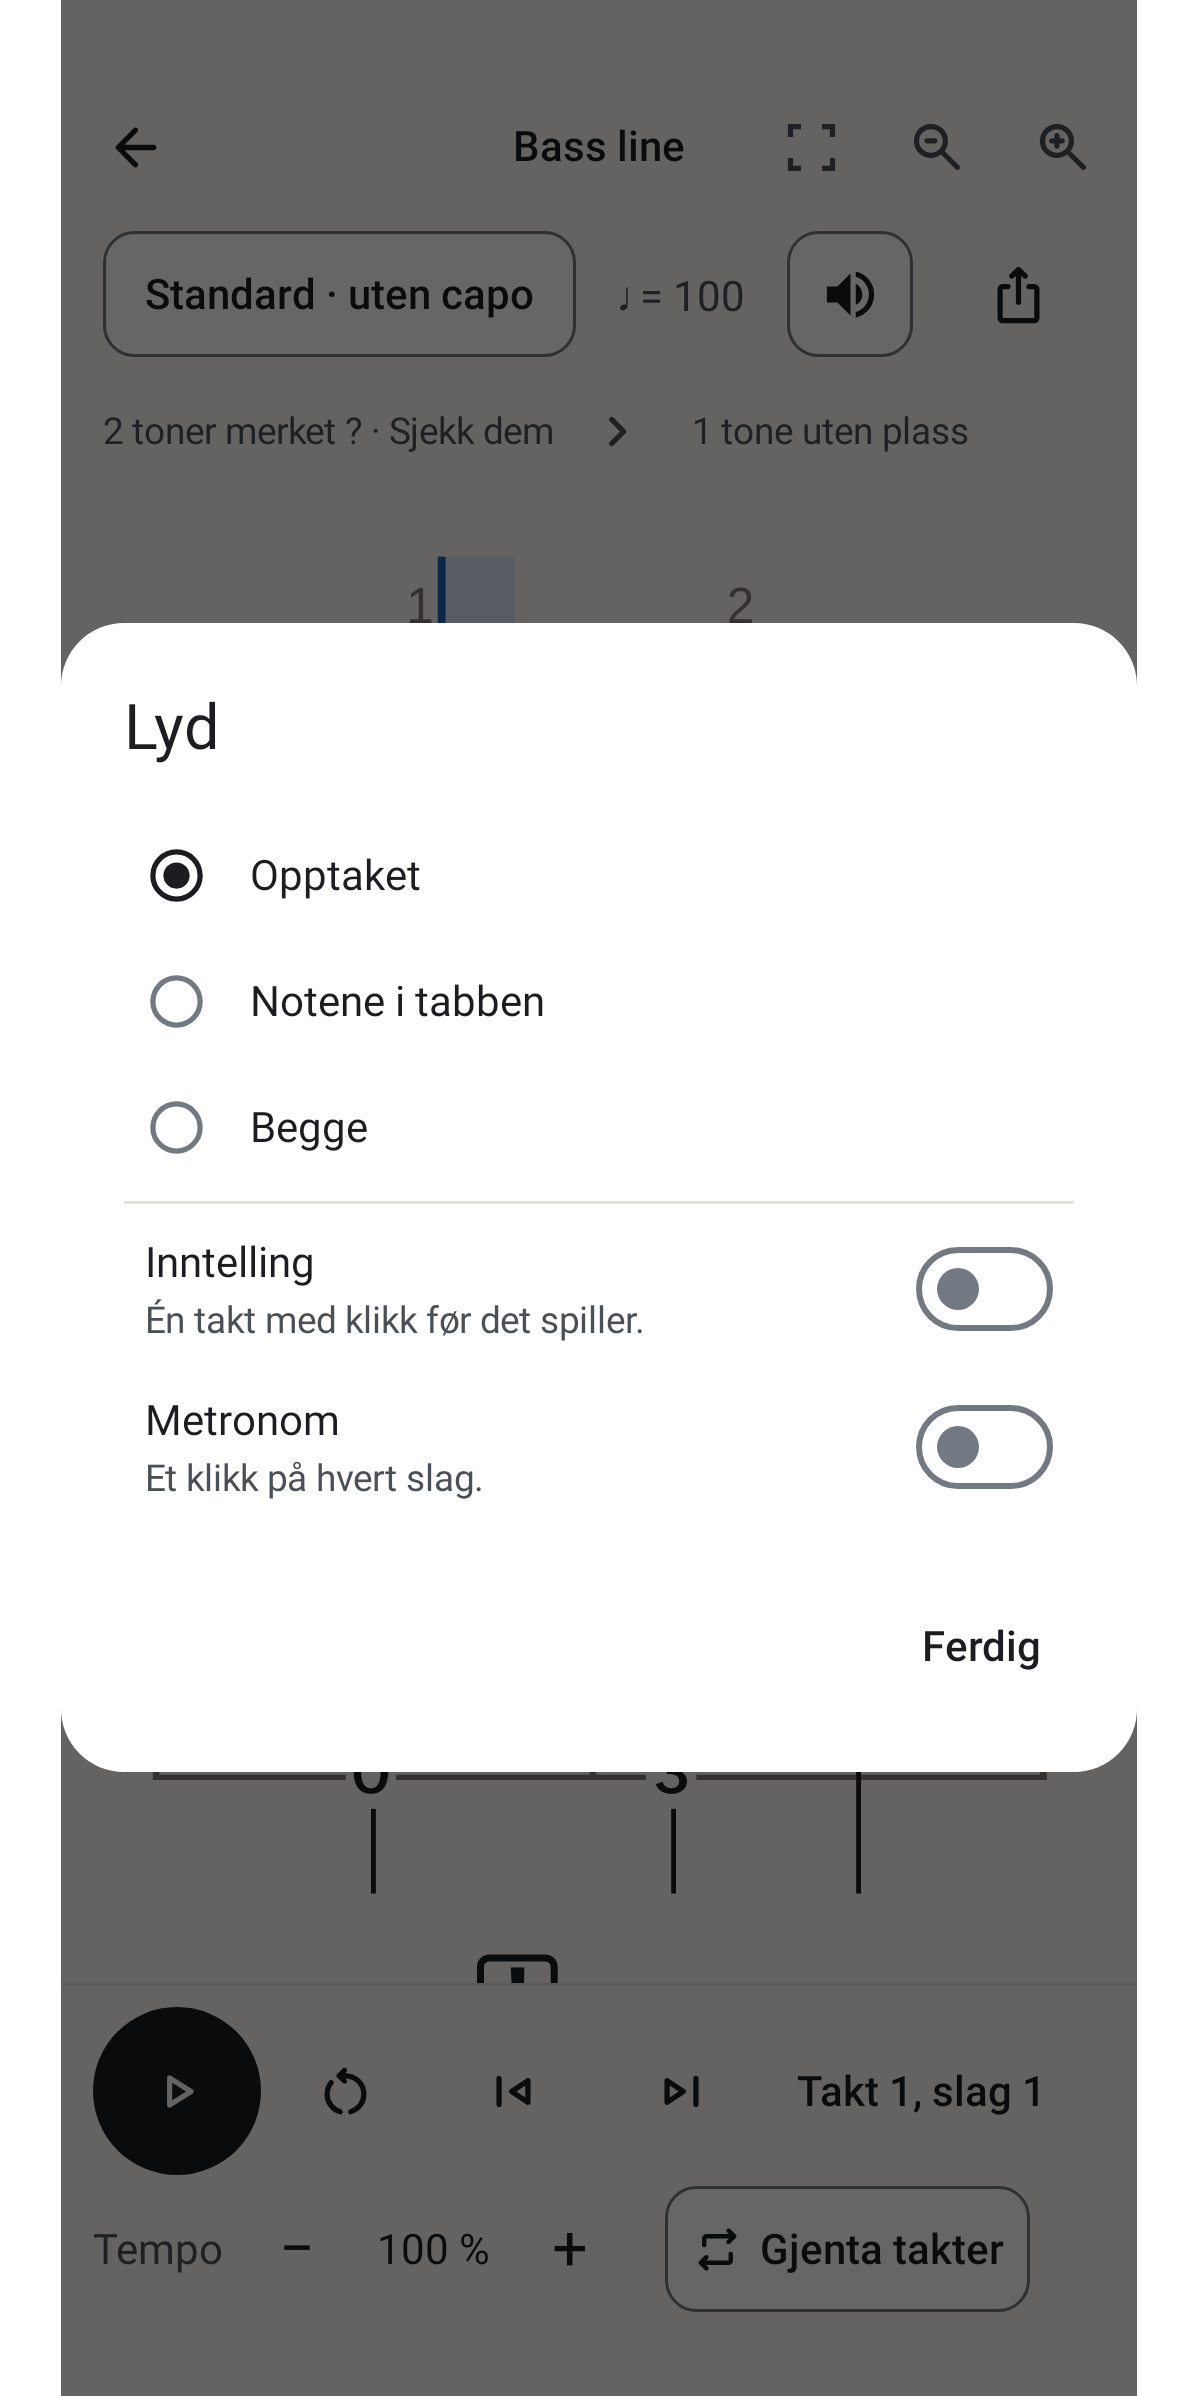 Bass line
Standard · uten capo
♩ = 100
2 toner merket ? · Sjekk dem
1 tone uten plass
1
2
Lyd
Opptaket
Notene i tabben
Begge
Inntelling
Én takt med klikk før det spiller.
Metronom
Et klikk på hvert slag.
Ferdig
Takt 1, slag 1
Tempo
− 100 % +
Gjenta takter